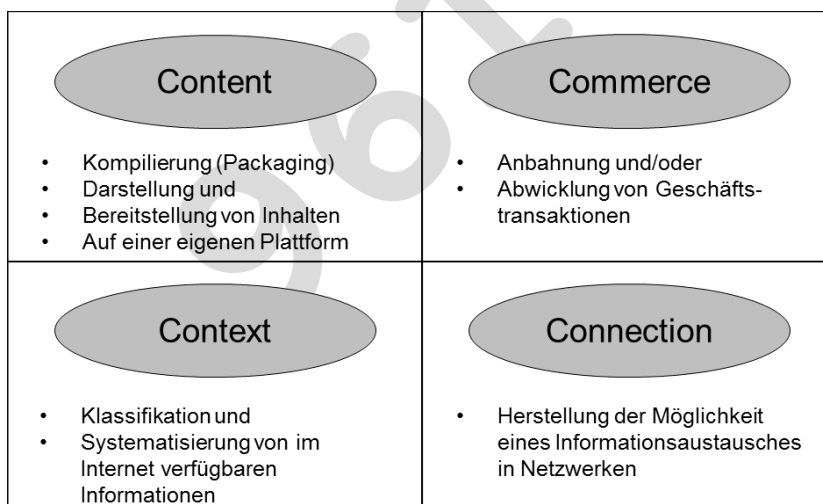 Content
• Kompilierung (Packaging)
• Darstellung und
• Bereitstellung von Inhalten
• Auf einer eigenen Plattform
Commerce
• Anbahnung und/oder
• Abwicklung von Geschäfts-
transaktionen
Context
• Klassifikation und
• Systematisierung von im
Internet verfügbaren
Informationen
Connection
• Herstellung der Möglichkeit
eines Informationsaustausches
in Netzwerken